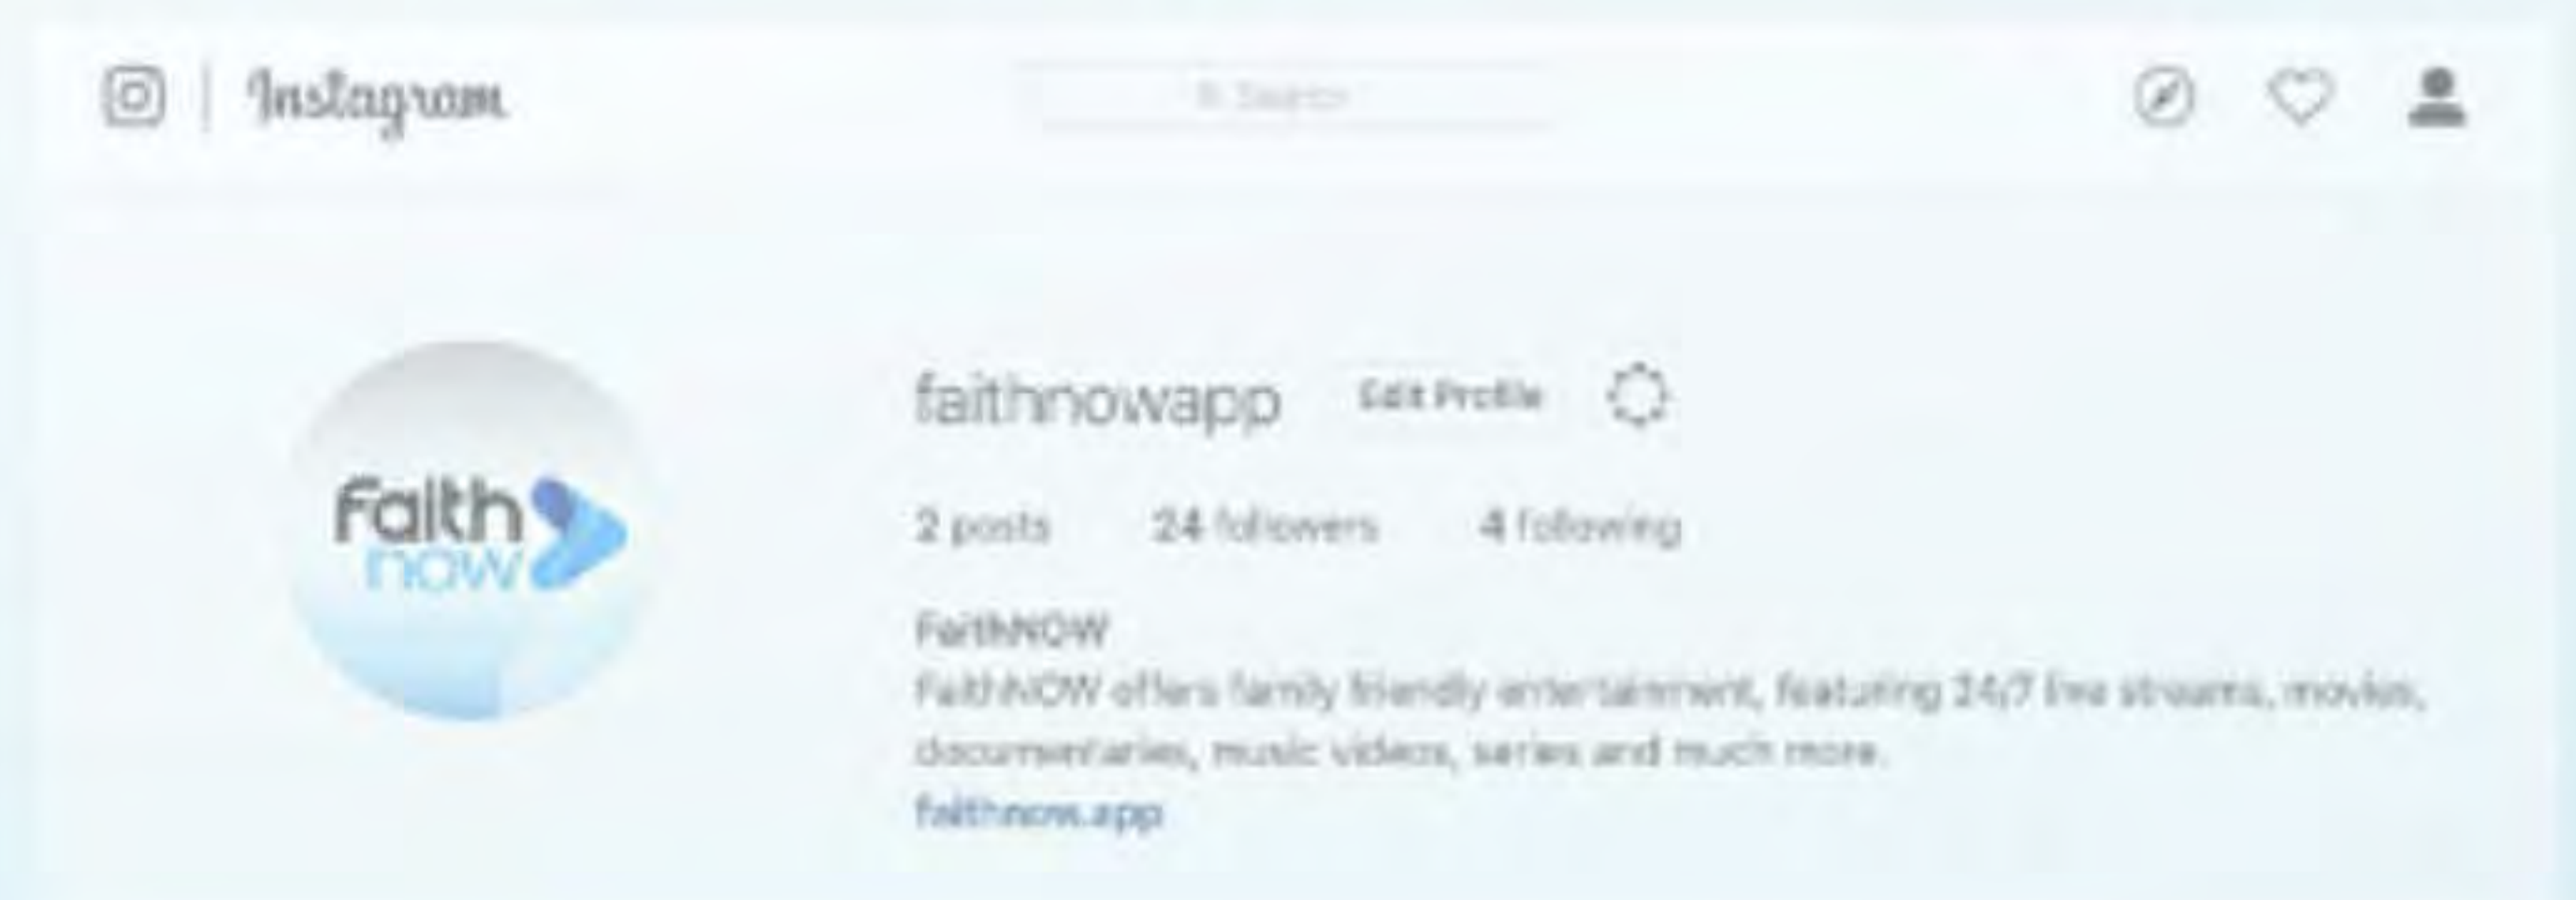 Instagram
Search
faithnowapp Edit Profile
2 posts 24 followers 4 following
Faith
now
FaithNOW
FaithNOW offers family friendly entertainment, featuring 24/7 live streams, movies,
documentaries, music videos, series and much more.
faithnow.app